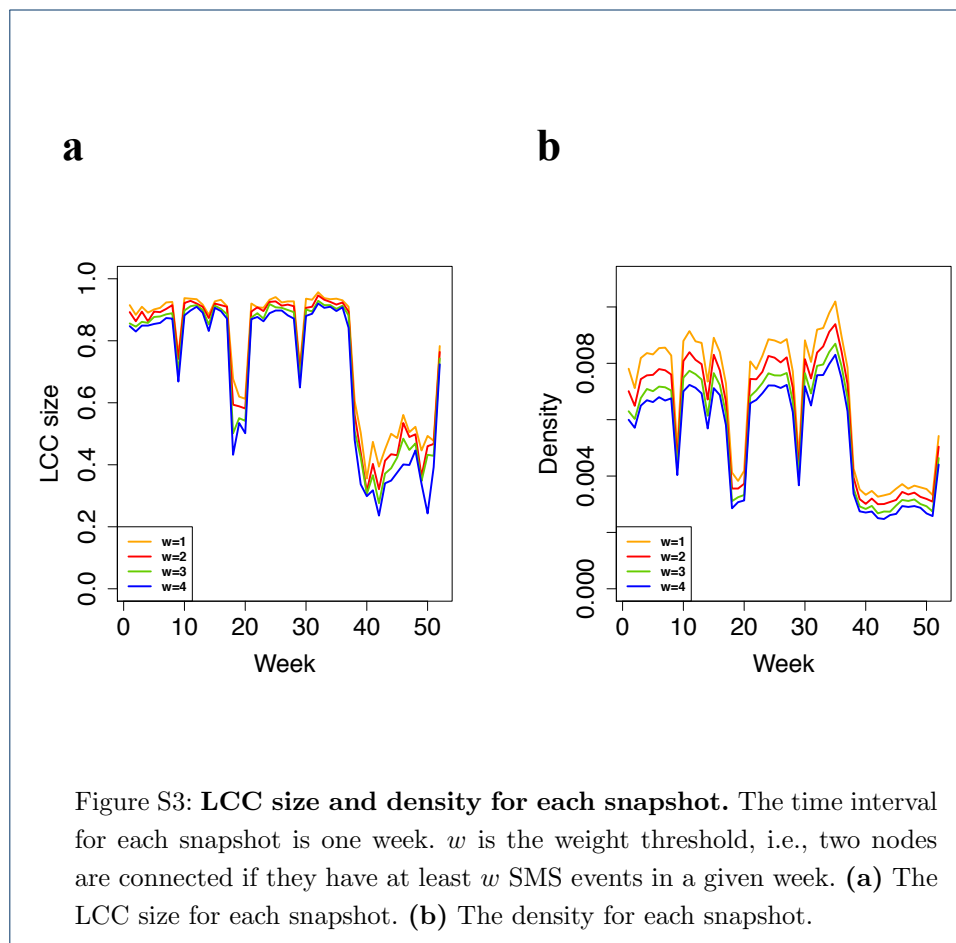 a
b
LCC size
1.0
0.8
0.6
0.4
0.2
0.0
w=1
w=2
w=3
w=4
0 10 20 30 40 50
Week
Density
0.008
0.004
0.000
w=1
w=2
w=3
w=4
0 10 20 30 40 50
Week
Figure S3: LCC size and density for each snapshot. The time interval
for each snapshot is one week. w is the weight threshold, i.e., two nodes
are connected if they have at least w SMS events in a given week. (a) The
LCC size for each snapshot. (b) The density for each snapshot.